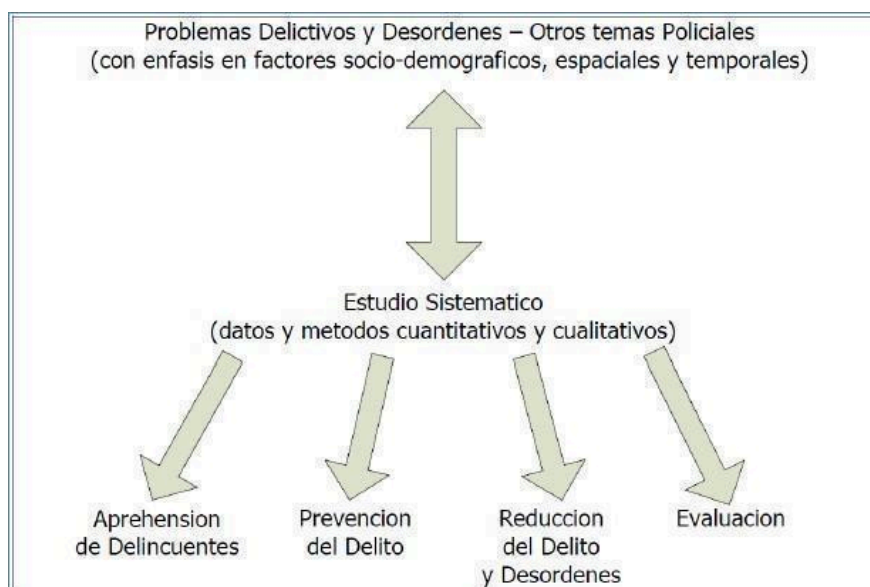 Problemas Delictivos y Desordenes – Otros temas Policiales
(con enfasis en factores socio-demograficos, espaciales y temporales)
Estudio Sistematico
(datos y metodos cuantitativos y cualitativos)
Aprehension
de Delincuentes
Prevencion
del Delito
Reduccion
del Delito
y Desordenes
Evaluacion